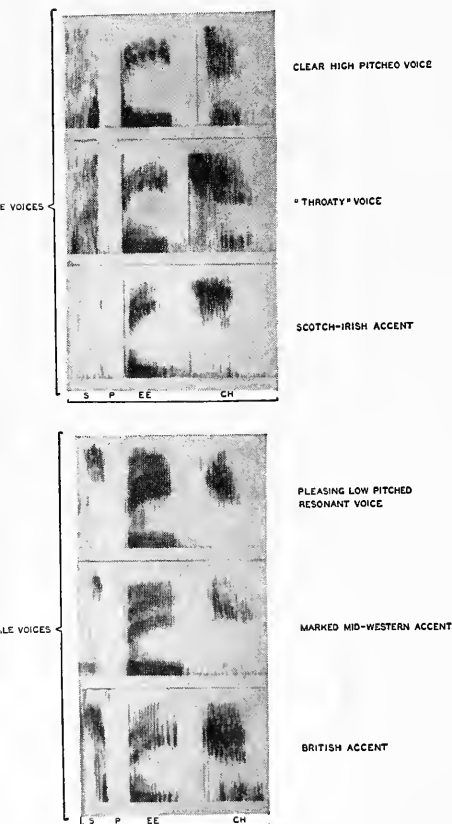 CLEAR HIGH PITCHED VOICE
E VOICES
"THROATY" VOICE
SCOTCH-IRISH ACCENT
S P EE CH
PLEASING LOW PITCHED
RESONANT VOICE
LE VOICES
MARKED MID-WESTERN ACCENT
BRITISH ACCENT
S P EE CH